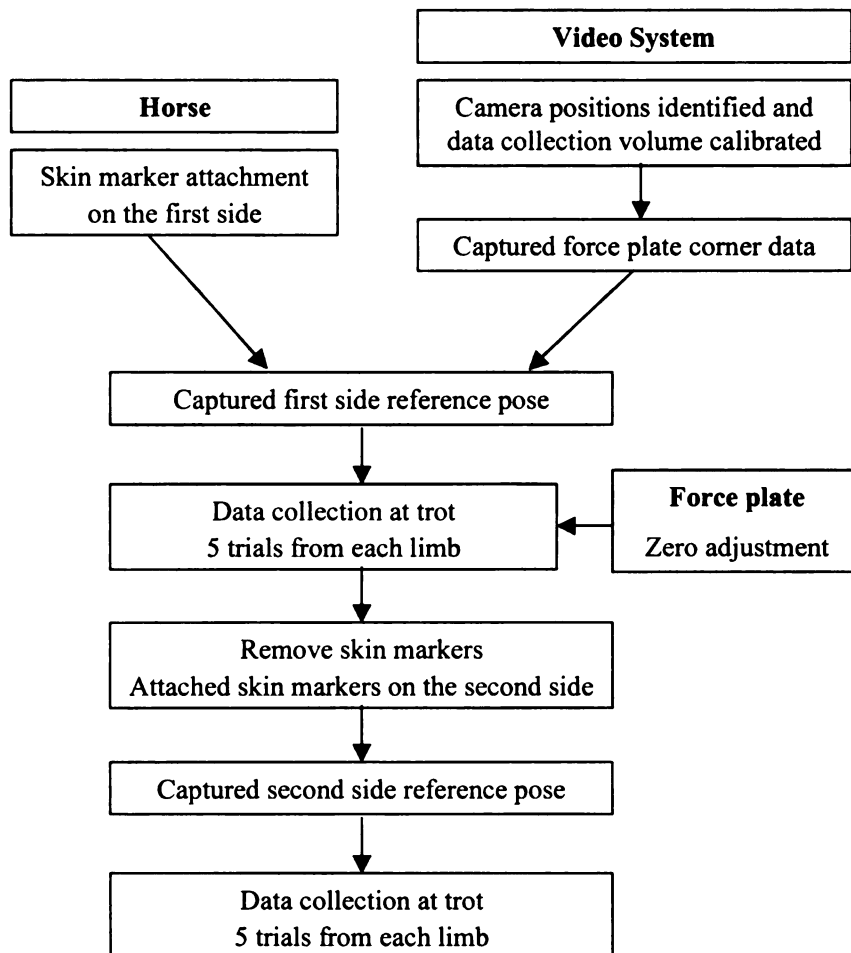 Video System
Horse
Camera positions identified and
data collection volume calibrated
Skin marker attachment
on the first side
Captured force plate corner data
Captured first side reference pose
Data collection at trot
5 trials from each limb
Force plate
Zero adjustment
Remove skin markers
Attached skin markers on the second side
Captured second side reference pose
Data collection at trot
5 trials from each limb